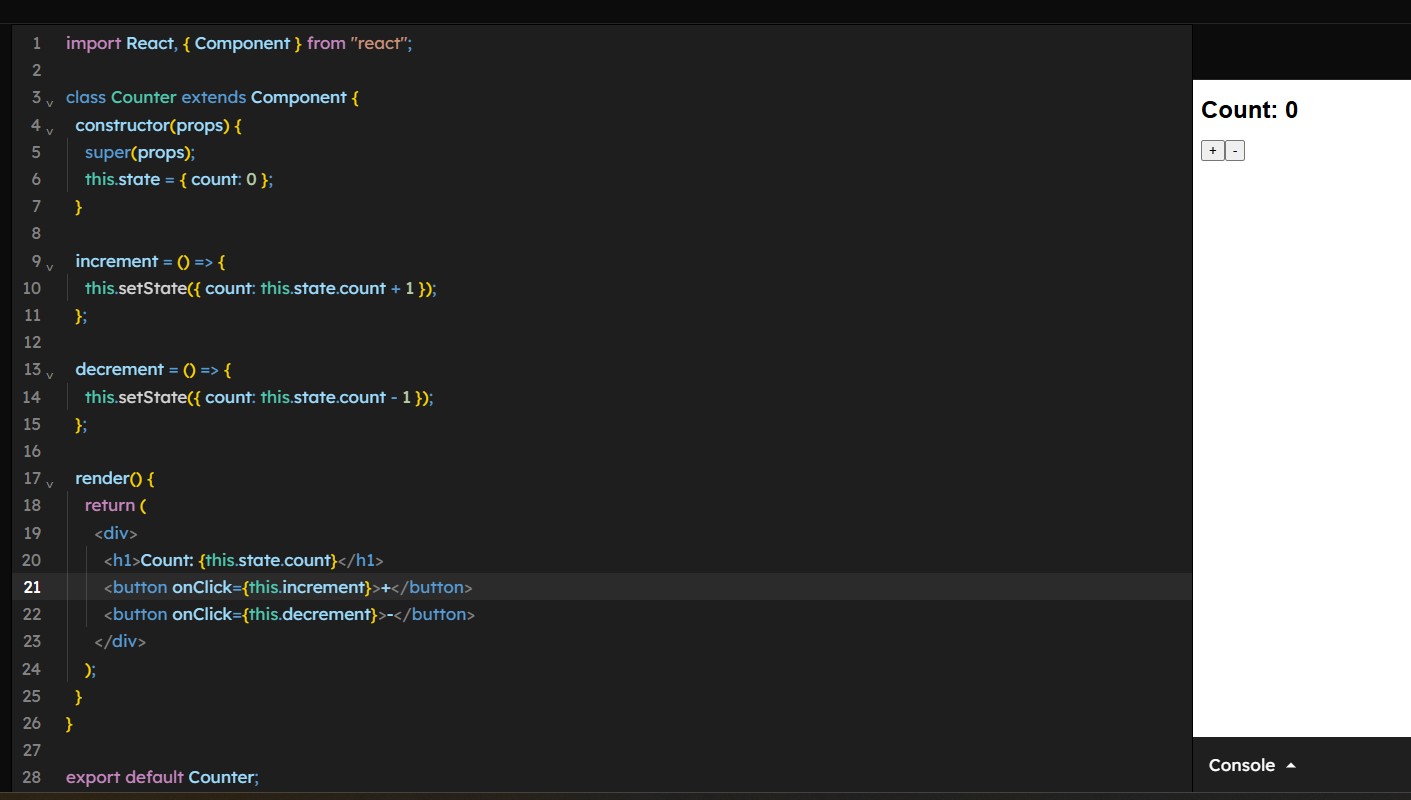 1 import React, { Component } from "react";
2
3 class Counter extends Component {
4 constructor(props) {
5 super(props);
6 this.state = { count: 0 };
7 }
8
9 increment = () => {
10 this.setState({ count: this.state.count + 1 });
11 };
12
13 decrement = () => {
14 this.setState({ count: this.state.count - 1 });
15 };
16
17 render() {
18 return (
19 <div>
20 <h1>Count: {this.state.count}</h1>
21 <button onClick={this.increment}>+</button>
22 <button onClick={this.decrement}>-</button>
23 </div>
24 );
25 }
26 }
27
28 export default Counter;
Count: 0
+ -
Console